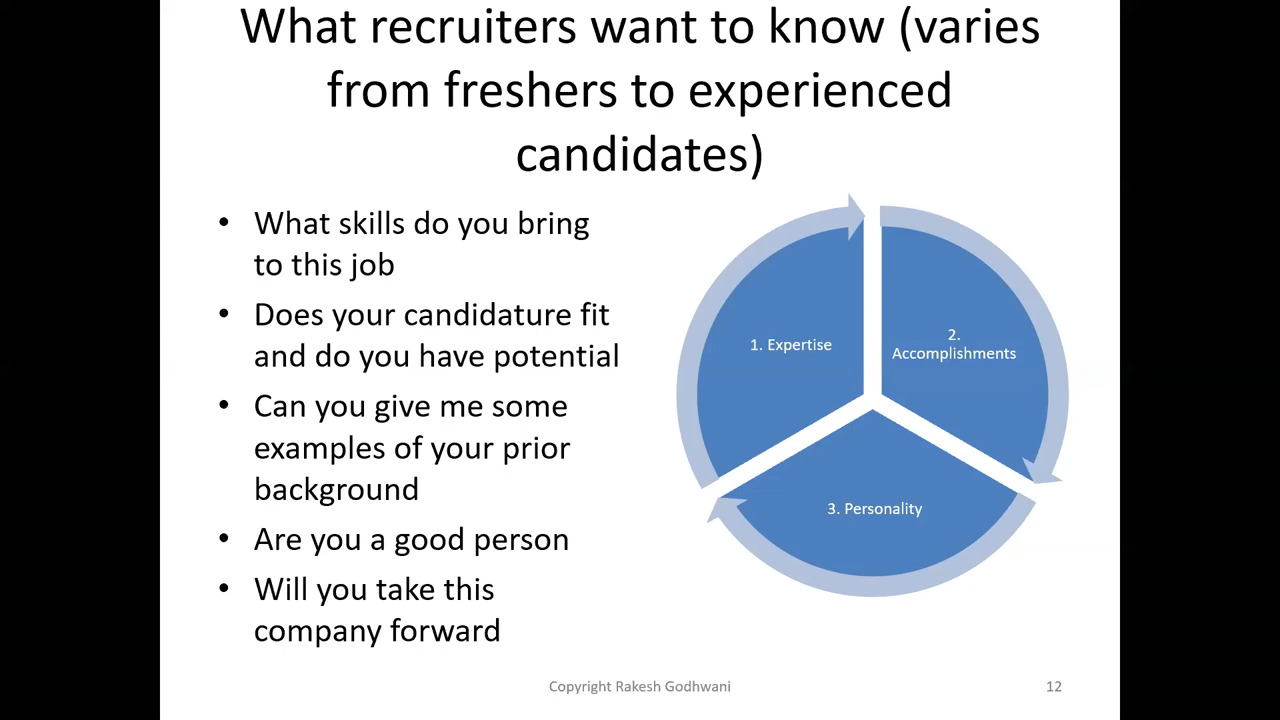 What recruiters want to know (varies
from freshers to experienced
candidates)
• What skills do you bring
to this job
• Does your candidature fit
and do you have potential
• Can you give me some
examples of your prior
background
• Are you a good person
• Will you take this
company forward
1. Expertise
2.
Accomplishments
3. Personality
Copyright Rakesh Godhwani
12